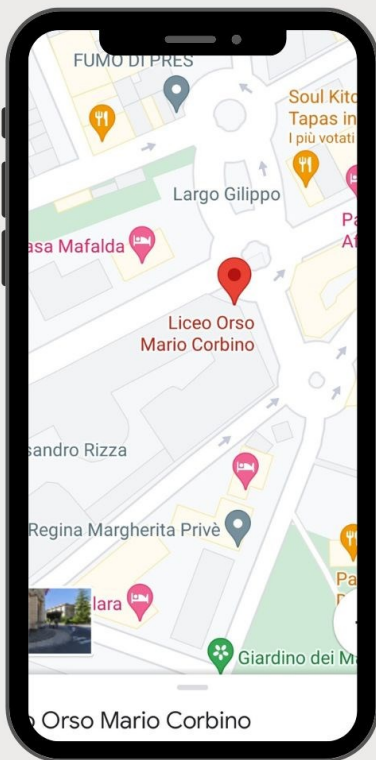 FUMO DI PRES
Soul Kitc
Tapas in
I più votati
Largo Gilippo
Pa
Af
asa Mafalda
Liceo Orso
Mario Corbino
sandro Rizza
Regina Margherita Privè
Pa
lara
Giardino dei M
o Orso Mario Corbino